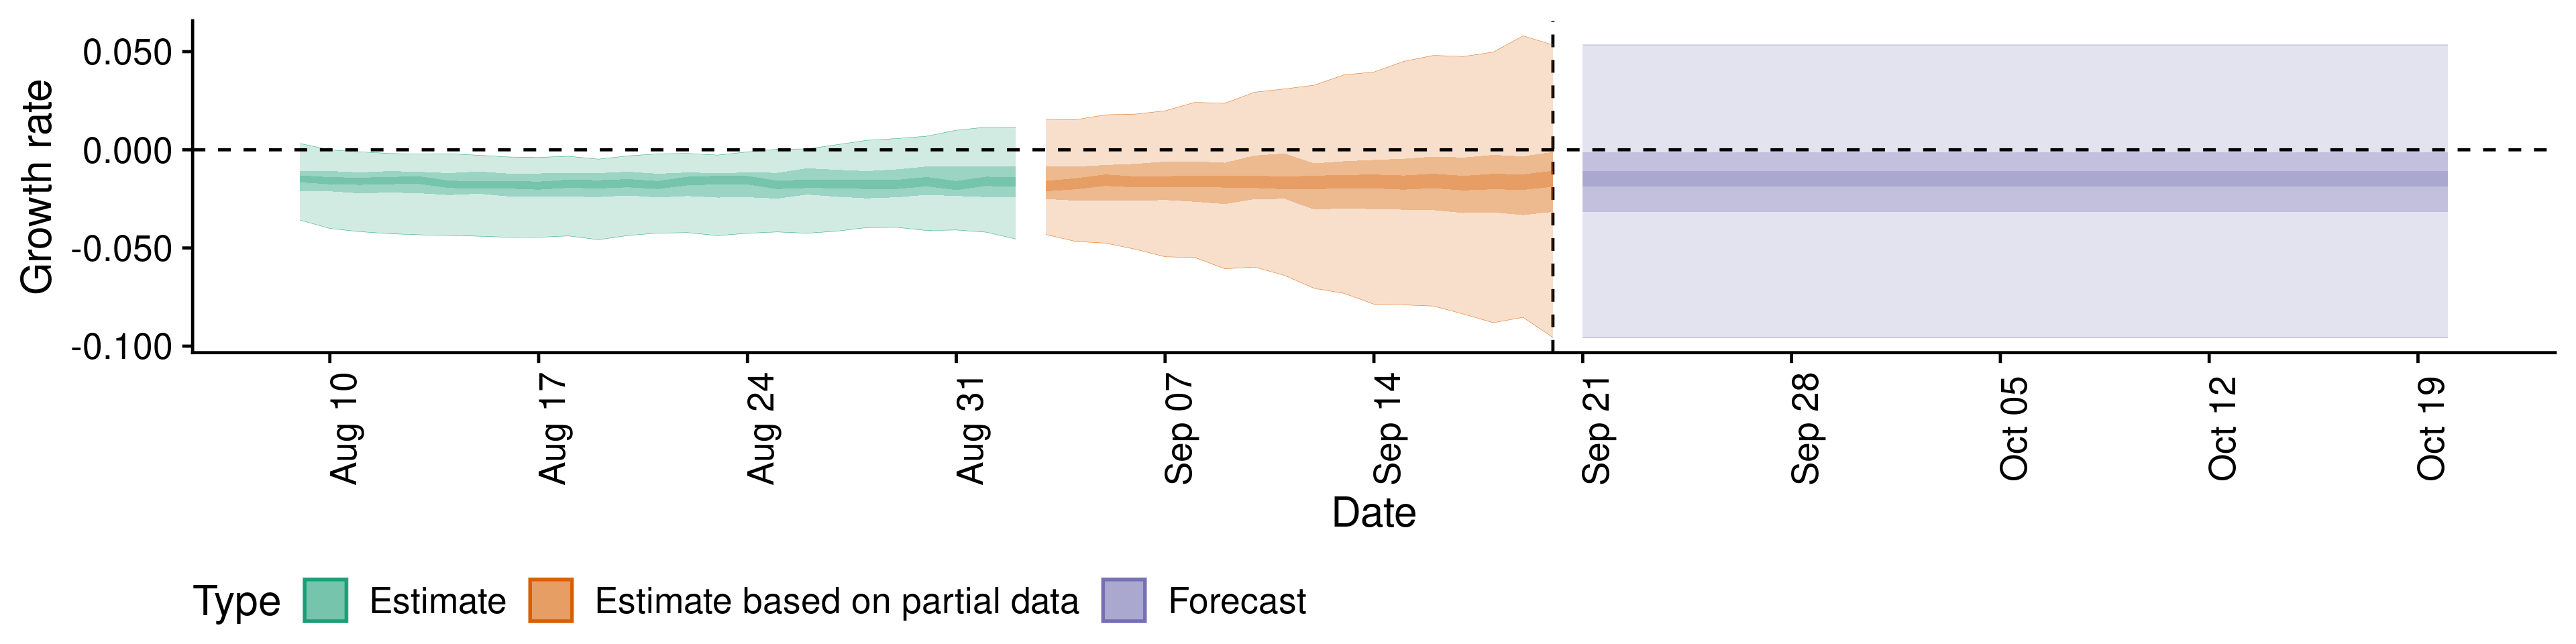 Growth rate
0.050
0.000
-0.050
-0.100
Aug 10
Aug 17
Aug 24
Aug 31
Sep 07
Sep 14
Sep 21
Sep 28
Oct 05
Oct 12
Oct 19
Date
Type Estimate Estimate based on partial data Forecast